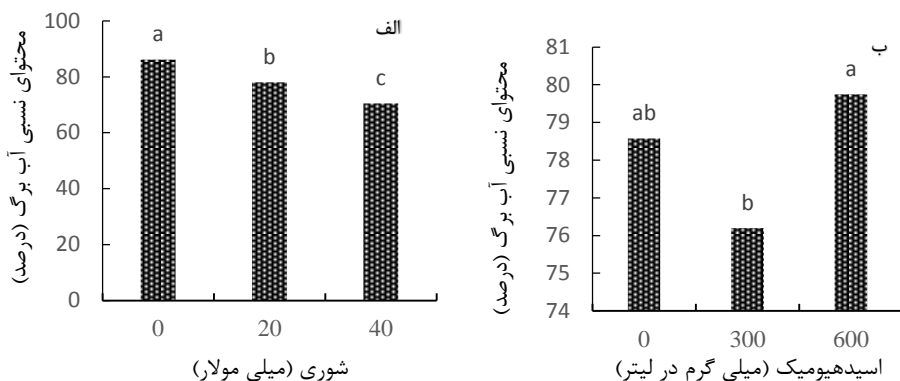 الف
محتوای نسبی آب برگ (درصد)
100
80
60
40
20
0
a
b
c
0 20 40
شوری (میلی مولار)
ب
محتوای نسبی آب برگ (درصد)
81
80
79
78
77
76
75
74
ab
b
a
0 300 600
اسیدهیومیک (میلی گرم در لیتر)